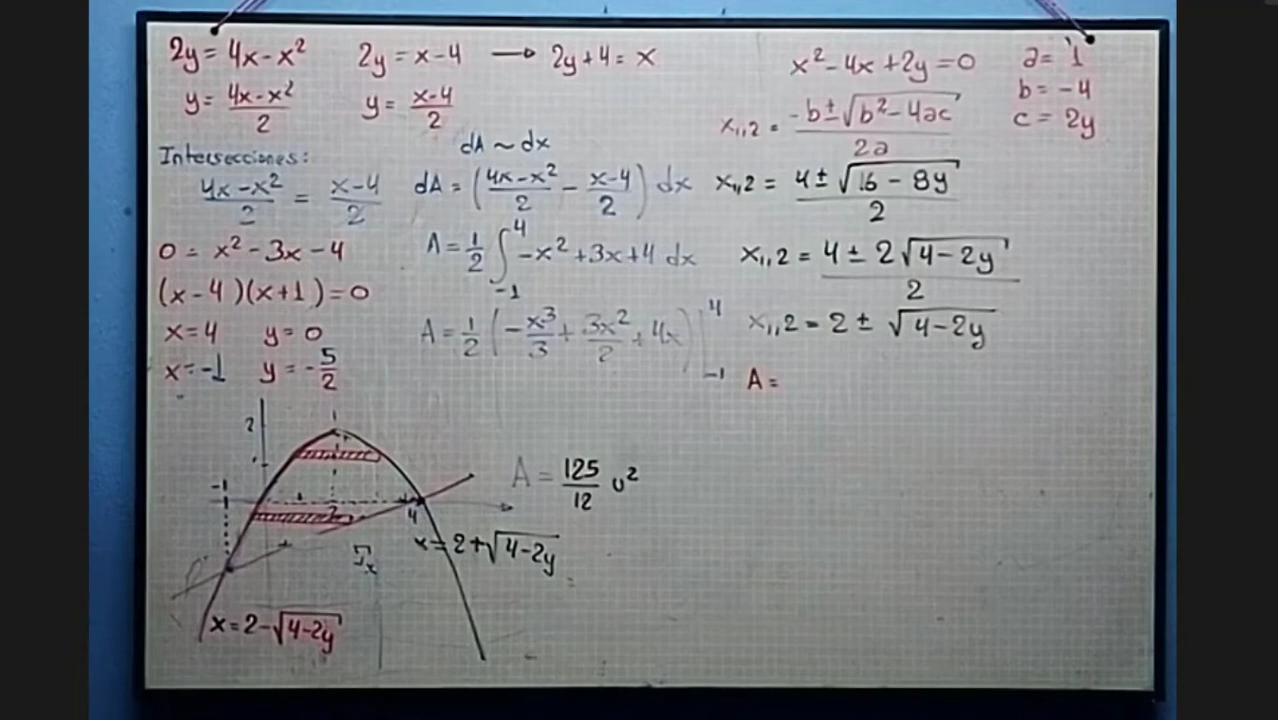 2y = 4x - x²
y = (4x - x²)/2
2y = x - 4 → 2y + 4 = x
y = (x - 4)/2
Intersecciones:
(4x - x²)/2 = (x - 4)/2
0 = x² - 3x - 4
(x - 4)(x + 1) = 0
x = 4 y = 0
x = -1 y = -5/2
dA ~ dx
dA = ((4x - x²)/2 - (x - 4)/2) dx
A = 1/2 ∫₋₁⁴ -x² + 3x + 4 dx
A = 1/2 (-x³/3 + 3x²/2 + 4x) |₋₁⁴
A = 125/12 u²
x² - 4x + 2y = 0
a = 1
b = -4
c = 2y
x₁,₂ = (-b ± √(b² - 4ac))/2a
x₁,₂ = (4 ± √(16 - 8y))/2
x₁,₂ = (4 ± 2√(4 - 2y))/2
x₁,₂ = 2 ± √(4 - 2y)
A =
2
-1
2
4
x = 2 + √(4 - 2y)
x = 2 - √(4 - 2y)